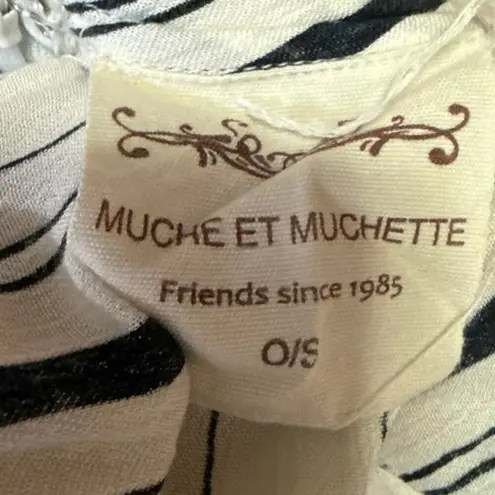 MUCHE ET MUCHETTE
Friends since 1985
O/S